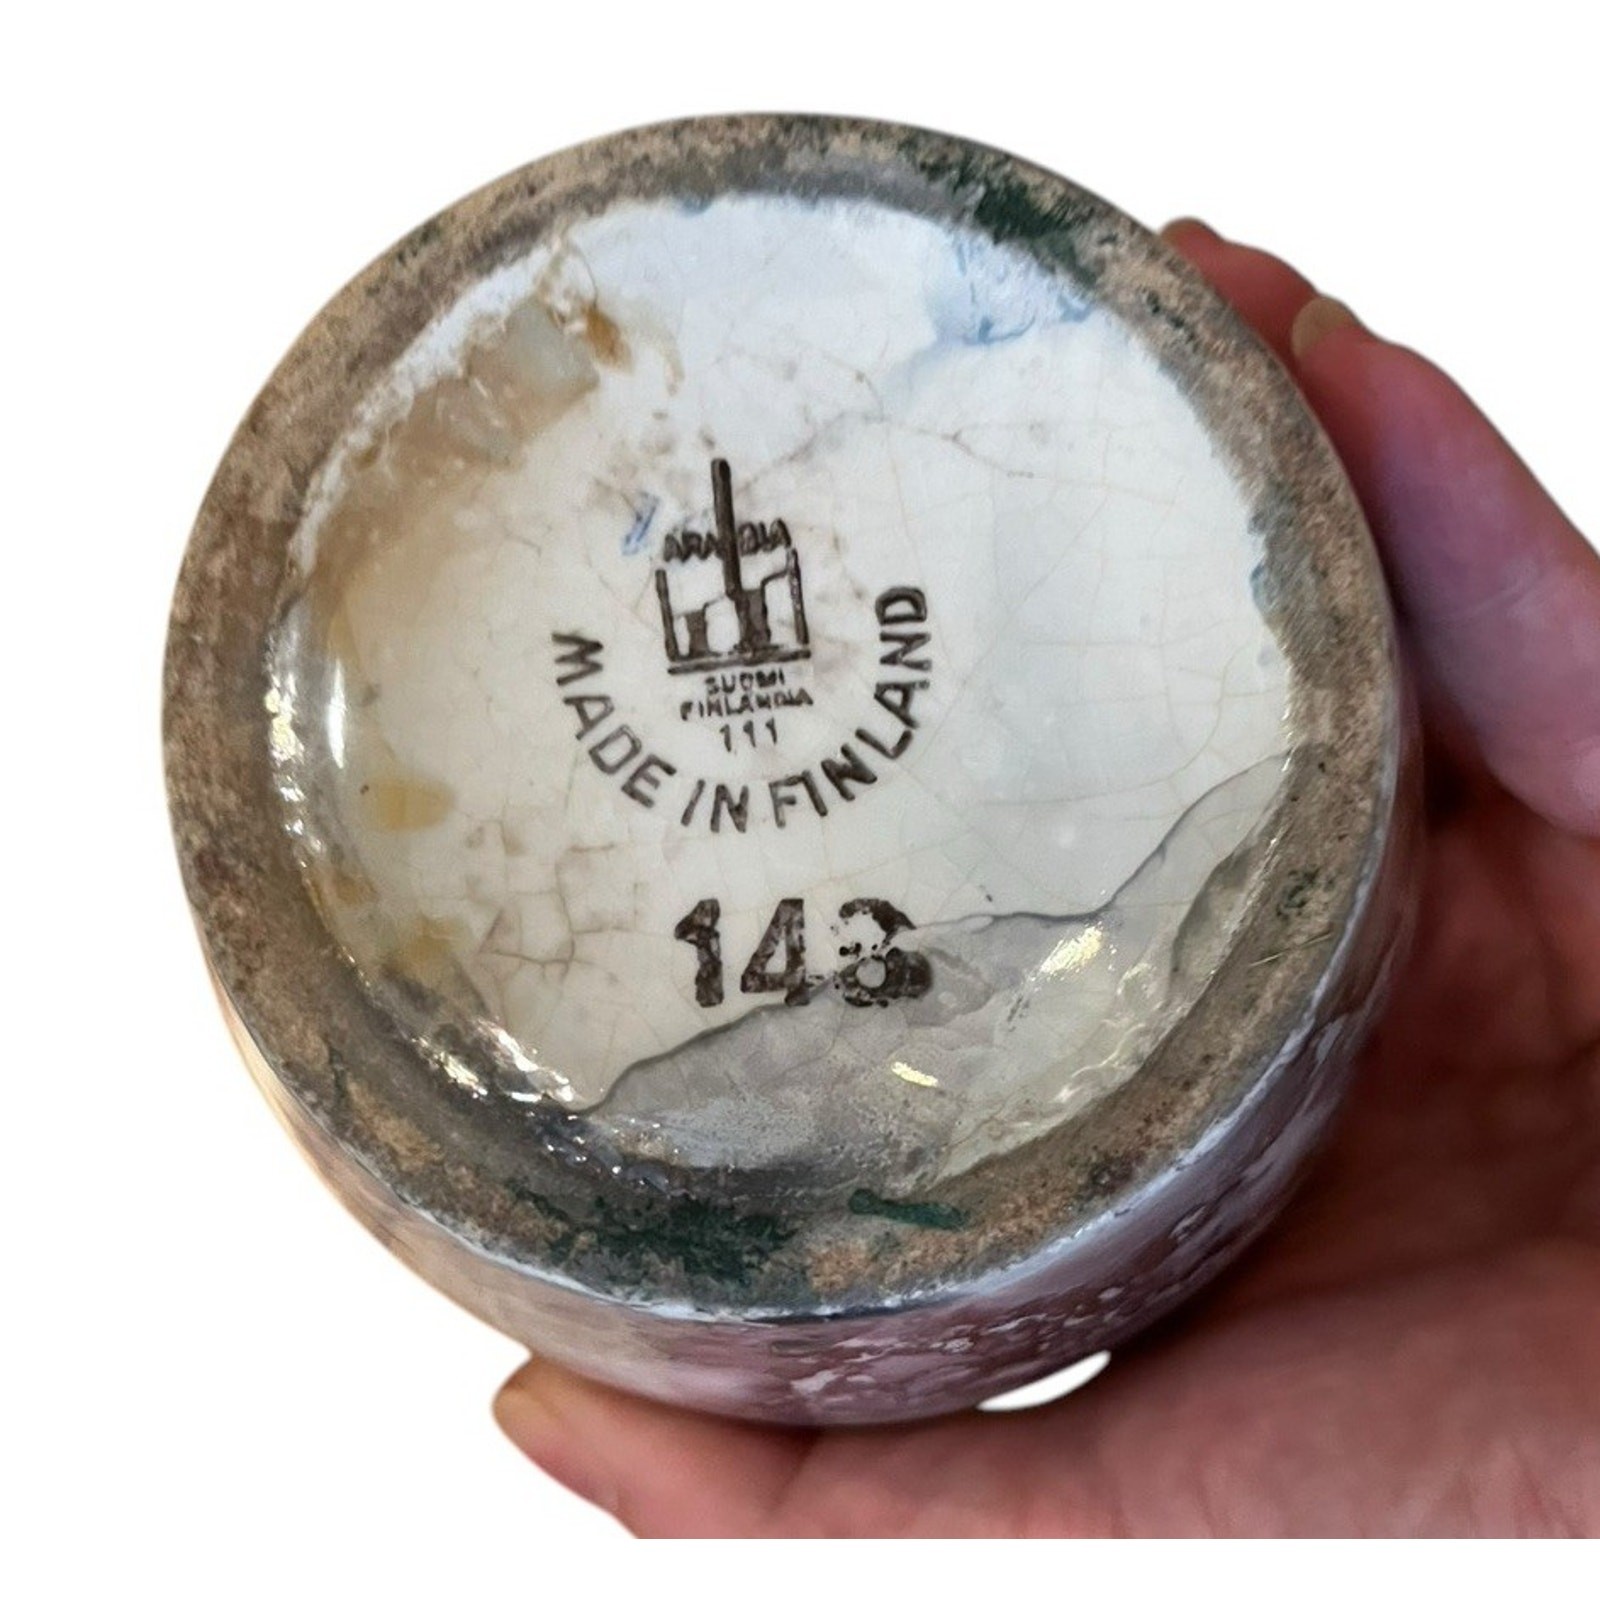 ARABIA
SUOMI
FINLANDIA
111
MADE IN FINLAND
143